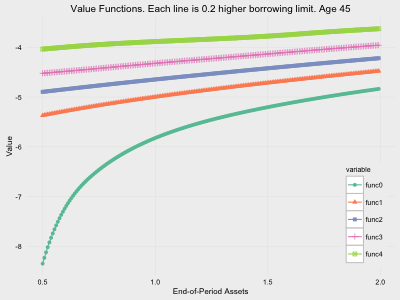 Value Functions. Each line is 0.2 higher borrowing limit. Age 45
-4
-5
-6
-7
-8
Value
0.5
1.0
1.5
2.0
End-of-Period Assets
variable
func0
func1
func2
func3
func4